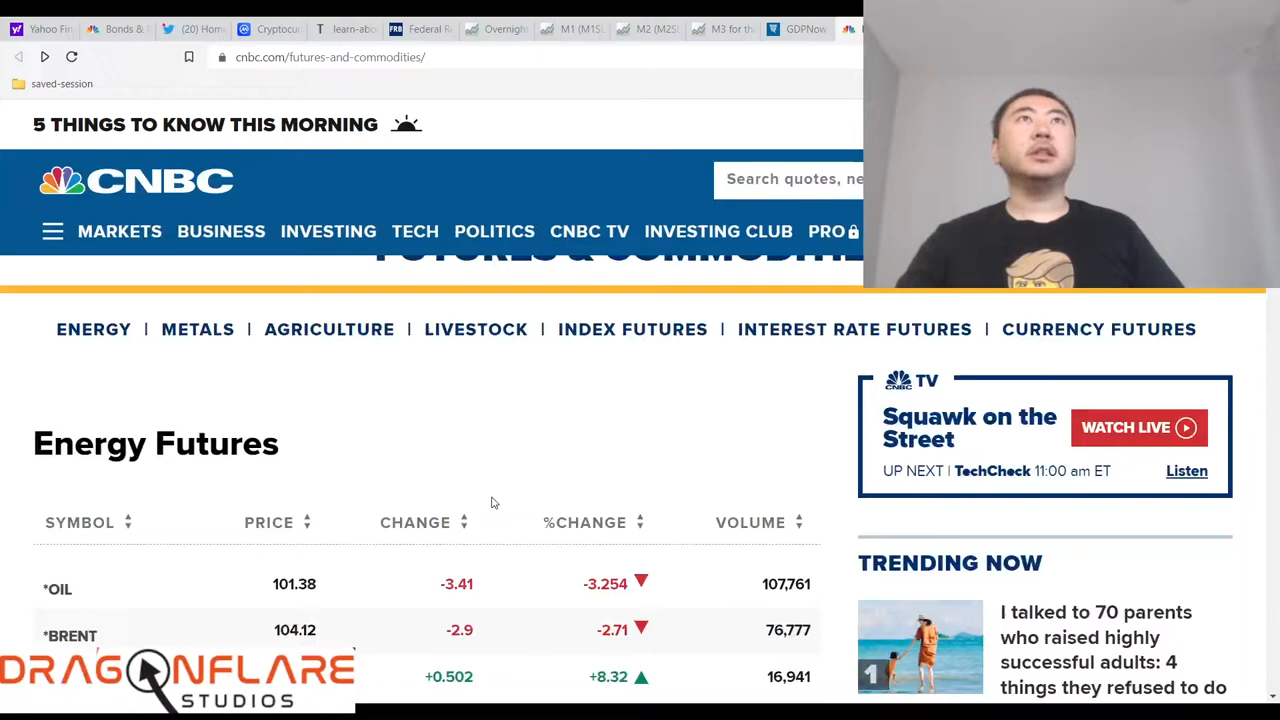 Yahoo Fin
Bonds &
(20) Hom
Cryptocu
learn-abo
Federal R
Overnigh
M1 (M1SL
M2 (M2SL
M3 for th
GDPNow
cnbc.com/futures-and-commodities/
saved-session
5 THINGS TO KNOW THIS MORNING
CNBC
Search quotes, ne
MARKETS BUSINESS INVESTING TECH POLITICS CNBC TV INVESTING CLUB PRO
FUTURES & COMMODITIE
ENERGY | METALS | AGRICULTURE | LIVESTOCK | INDEX FUTURES | INTEREST RATE FUTURES | CURRENCY FUTURES
Energy Futures
SYMBOL PRICE CHANGE %CHANGE VOLUME
*OIL 101.38 -3.41 -3.254 107,761
*BRENT 104.12 -2.9 -2.71 76,777
+0.502 +8.32 16,941
TV
Squawk on the
Street
WATCH LIVE
UP NEXT | TechCheck 11:00 am ET
Listen
TRENDING NOW
1
I talked to 70 parents
who raised highly
successful adults: 4
things they refused to do
DRAGONFLARE
STUDIOS